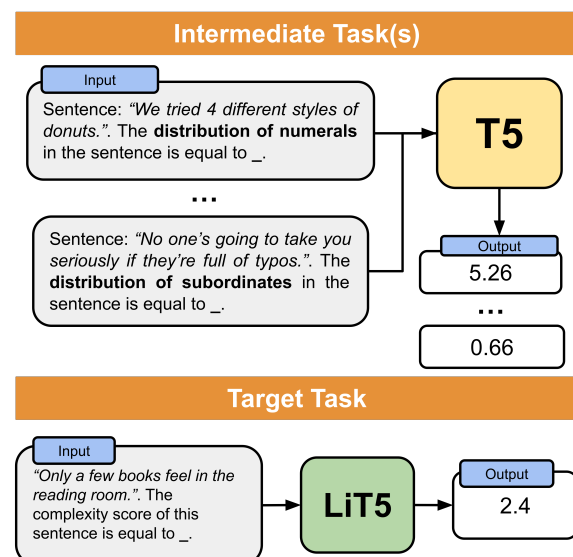 Intermediate Task(s)
Input
Sentence: “We tried 4 different styles of
donuts.”. The distribution of numerals
in the sentence is equal to _.
...
Sentence: “No one’s going to take you
seriously if they’re full of typos.”. The
distribution of subordinates in the
sentence is equal to _.
T5
Output
5.26
...
0.66
Target Task
Input
“Only a few books feel in the
reading room.”. The
complexity score of this
sentence is equal to _.
LiT5
Output
2.4